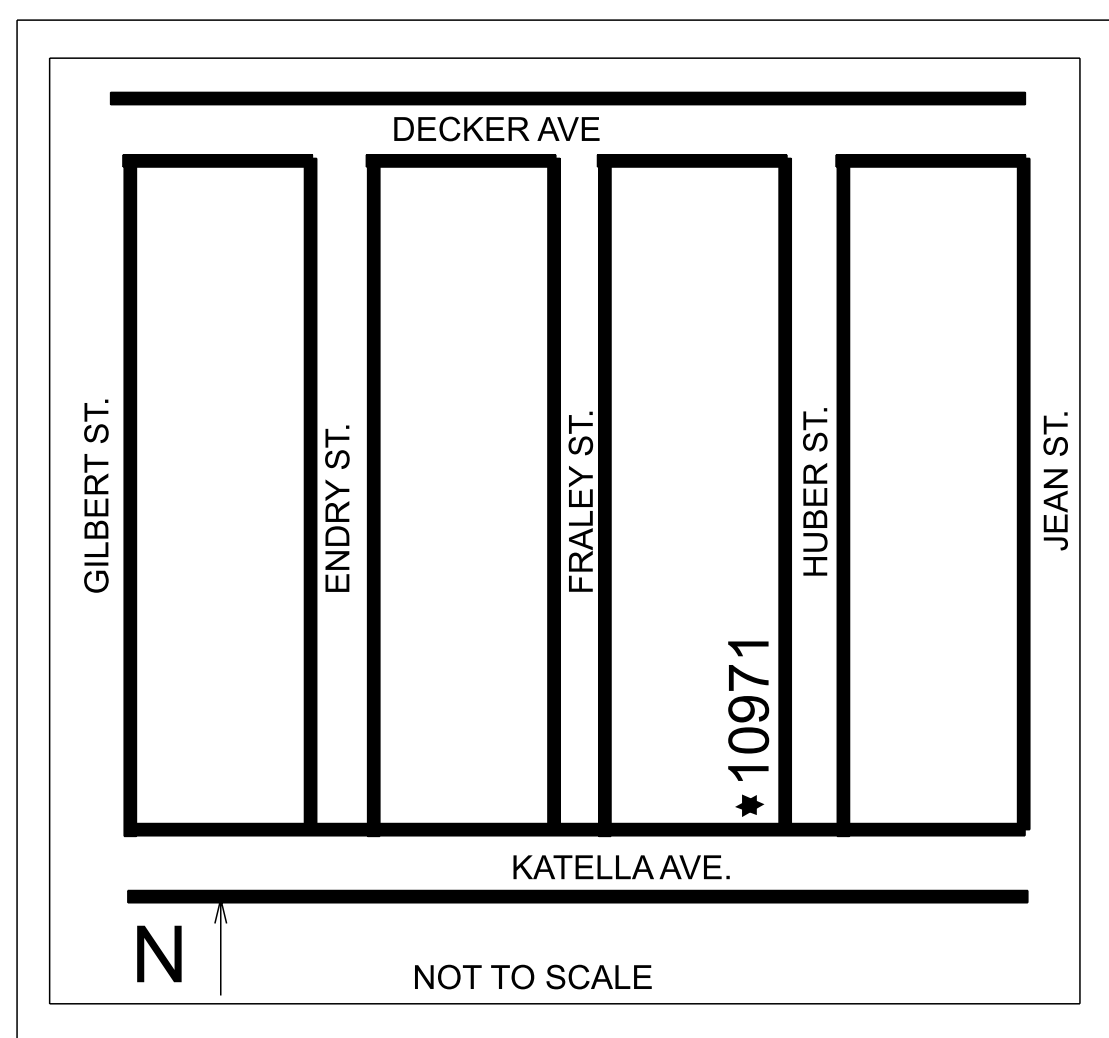 DECKER AVE
GILBERT ST.
ENDRY ST.
FRALEY ST.
HUBER ST.
JEAN ST.
10971
KATELLA AVE.
N
NOT TO SCALE